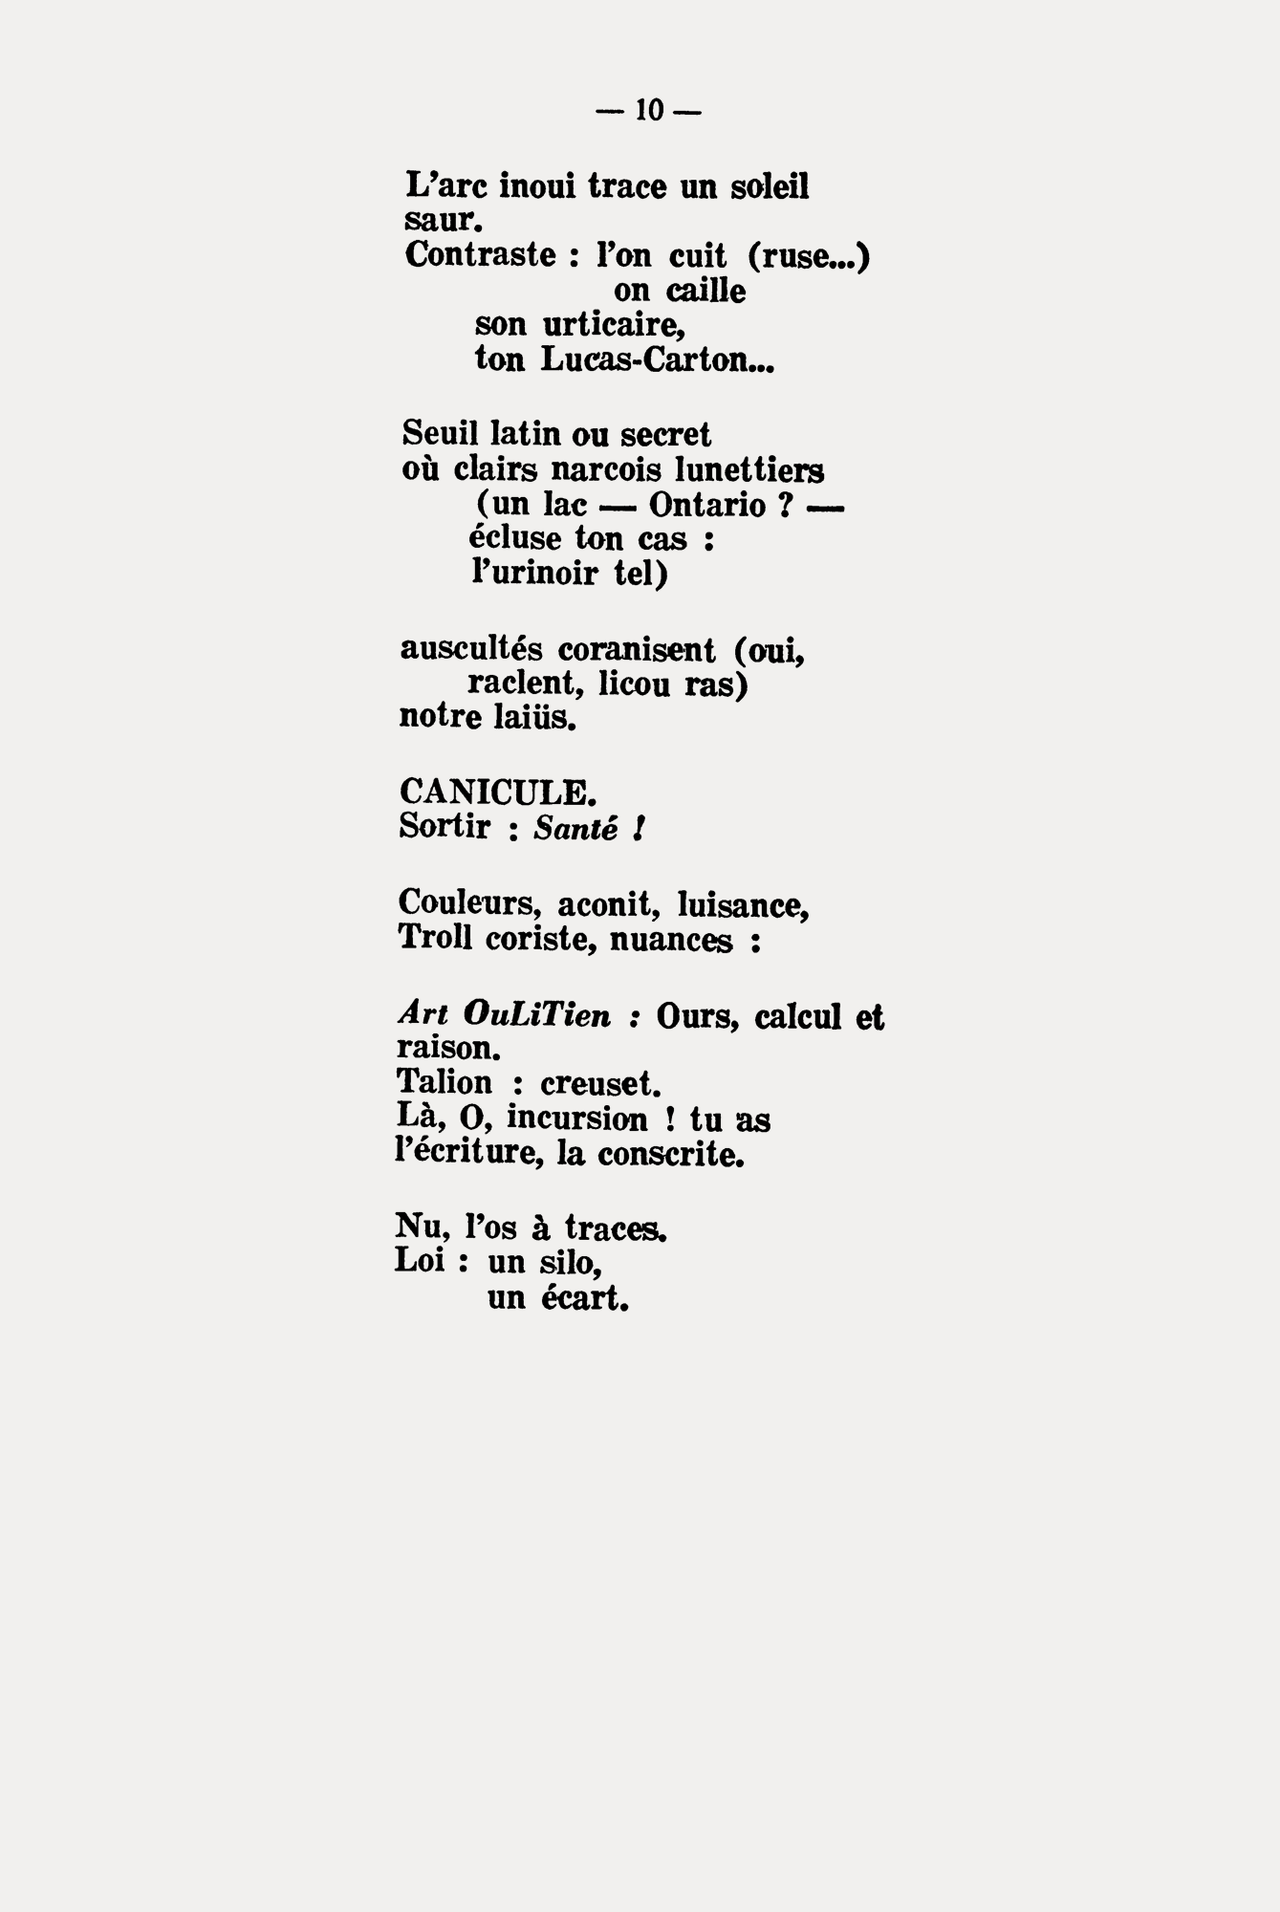 — 10 —
L'arc inoui trace un soleil
saur.
Contraste : l'on cuit (ruse...)
on caille
son urticaire,
ton Lucas-Carton...
Seuil latin ou secret
où clairs narcois lunettiers
(un lac — Ontario ? —
écluse ton cas :
l'urinoir tel)
auscultés coranisent (oui,
raclent, licou ras)
notre laiüs.
CANICULE.
Sortir : Santé !
Couleurs, aconit, luisance,
Troll coriste, nuances :
Art OuLiTien : Ours, calcul et
raison.
Talion : creuset.
Là, O, incursion ! tu as
l'écriture, la conscrite.
Nu, l'os à traces.
Loi : un silo,
un écart.